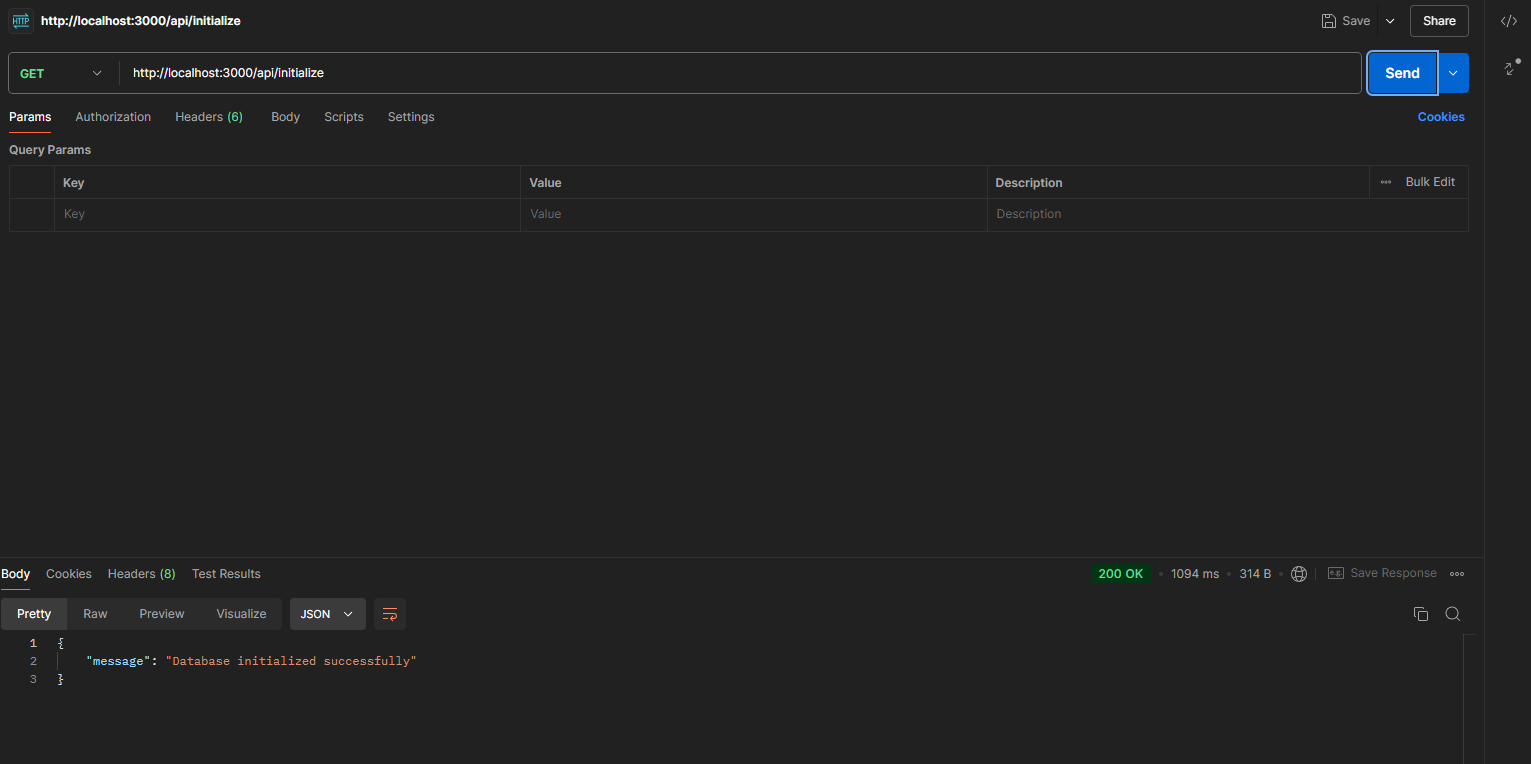 HTTP http://localhost:3000/api/initialize Save Share
GET http://localhost:3000/api/initialize Send
Params Authorization Headers (6) Body Scripts Settings Cookies
Query Params
Key Value Description Bulk Edit
Key Value Description
Body Cookies Headers (8) Test Results 200 OK 1094 ms 314 B e.g. Save Response
Pretty Raw Preview Visualize JSON
1 {
2 "message": "Database initialized successfully"
3 }